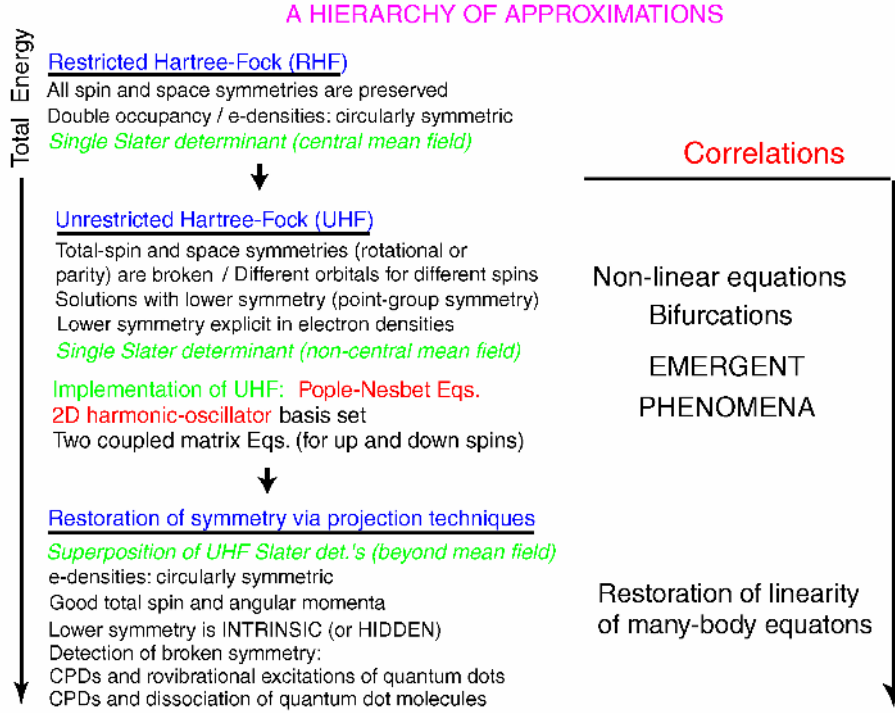 A HIERARCHY OF APPROXIMATIONS
Total Energy
Restricted Hartree-Fock (RHF)
All spin and space symmetries are preserved
Double occupancy / e-densities: circularly symmetric
Single Slater determinant (central mean field)
Correlations
Unrestricted Hartree-Fock (UHF)
Total-spin and space symmetries (rotational or
parity) are broken / Different orbitals for different spins
Solutions with lower symmetry (point-group symmetry)
Lower symmetry explicit in electron densities
Single Slater determinant (non-central mean field)
Non-linear equations
Bifurcations
EMERGENT
PHENOMENA
Implementation of UHF: Pople-Nesbet Eqs.
2D harmonic-oscillator basis set
Two coupled matrix Eqs. (for up and down spins)
Restoration of symmetry via projection techniques
Superposition of UHF Slater det.'s (beyond mean field)
e-densities: circularly symmetric
Good total spin and angular momenta
Lower symmetry is INTRINSIC (or HIDDEN)
Detection of broken symmetry:
CPDs and rovibrational excitations of quantum dots
CPDs and dissociation of quantum dot molecules
Restoration of linearity
of many-body equatons